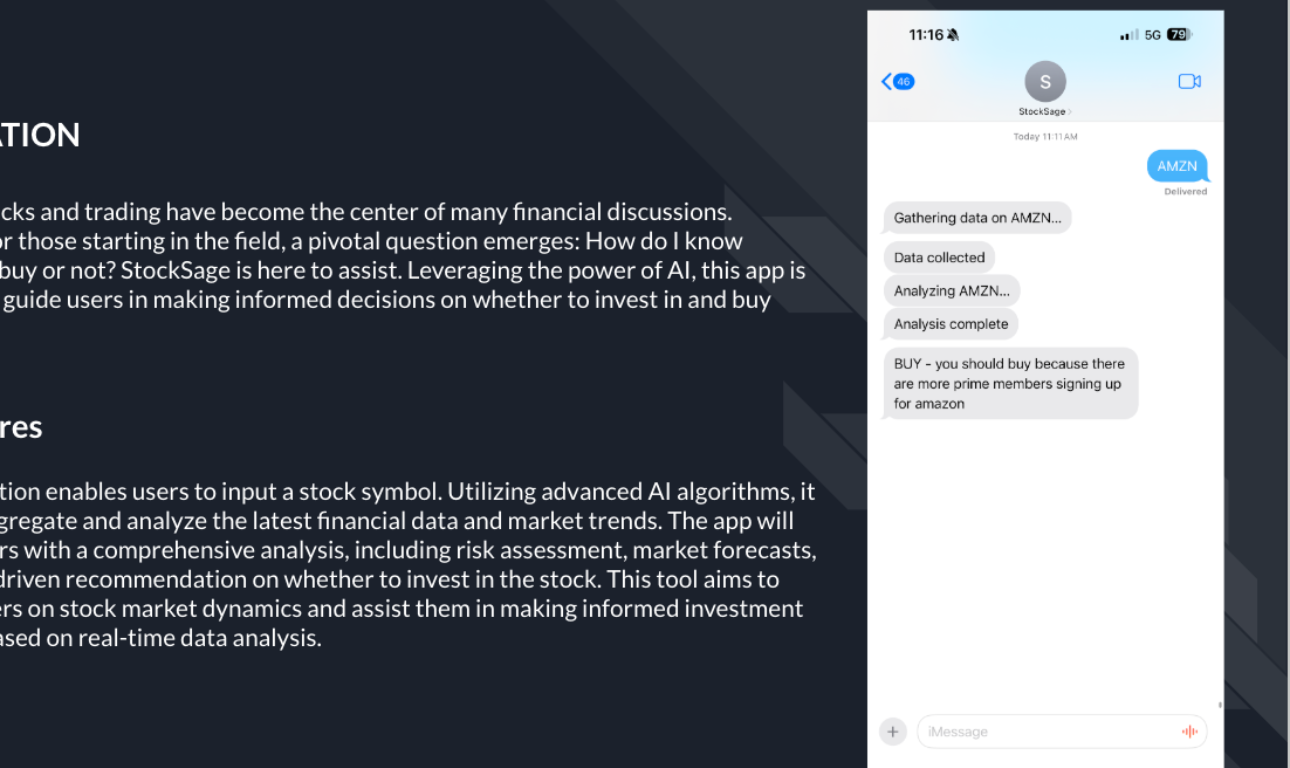 ATION
cks and trading have become the center of many financial discussions.
or those starting in the field, a pivotal question emerges: How do I know
buy or not? StockSage is here to assist. Leveraging the power of AI, this app is
guide users in making informed decisions on whether to invest in and buy
res
tion enables users to input a stock symbol. Utilizing advanced AI algorithms, it
ggregate and analyze the latest financial data and market trends. The app will
rs with a comprehensive analysis, including risk assessment, market forecasts,
driven recommendation on whether to invest in the stock. This tool aims to
ers on stock market dynamics and assist them in making informed investment
ased on real-time data analysis.
11:16 5G 79
46
S
StockSage
Today 11:11 AM
AMZN
Delivered
Gathering data on AMZN...
Data collected
Analyzing AMZN...
Analysis complete
BUY - you should buy because there
are more prime members signing up
for amazon
iMessage